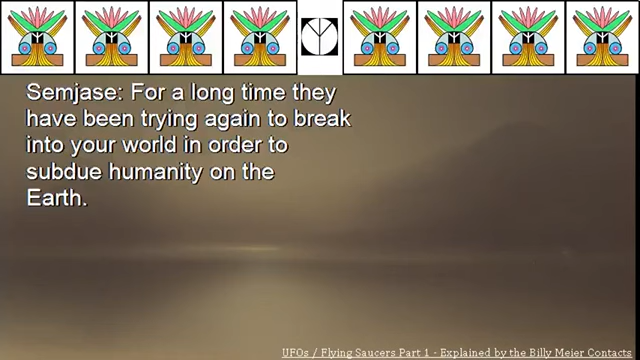 Semjase: For a long time they
have been trying again to break
into your world in order to
subdue humanity on the
Earth.
UFOs / Flying Saucers Part 1 - Explained by the Billy Meier Contacts